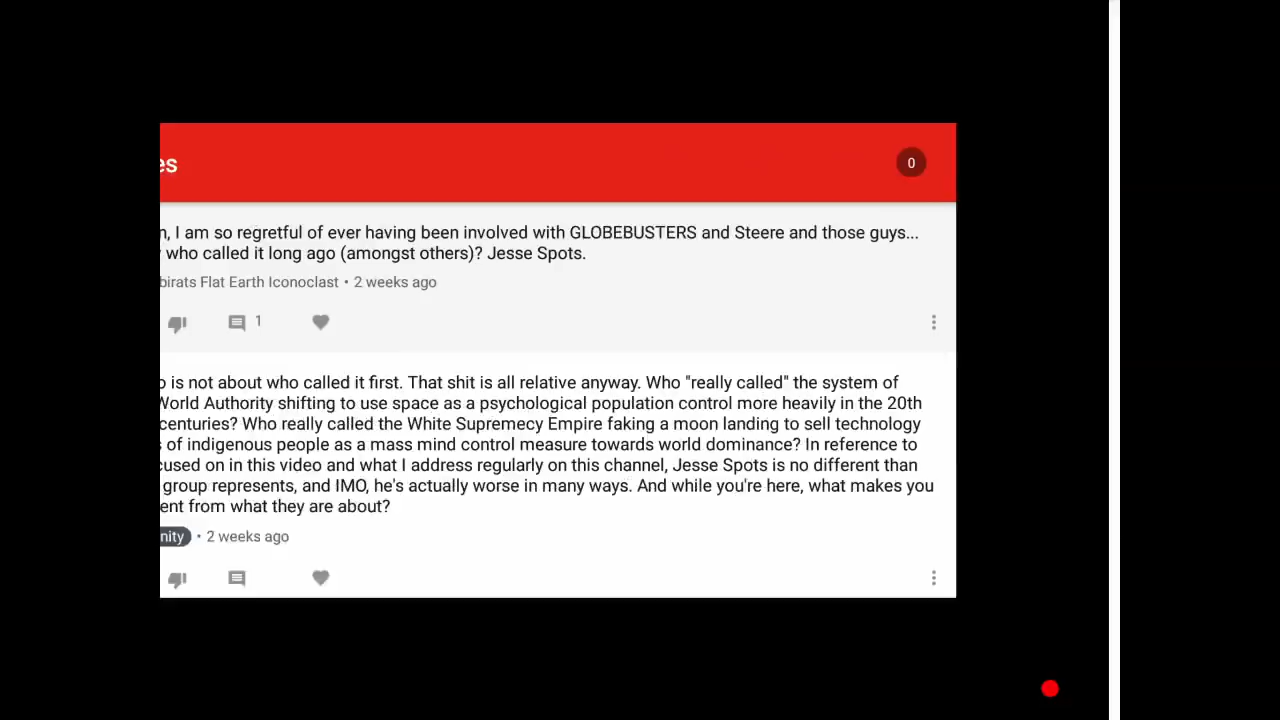 es
0
, I am so regretful of ever having been involved with GLOBEBUSTERS and Steere and those guys...
who called it long ago (amongst others)? Jesse Spots.
birats Flat Earth Iconoclast • 2 weeks ago
1
is not about who called it first. That shit is all relative anyway. Who "really called" the system of
World Authority shifting to use space as a psychological population control more heavily in the 20th
centuries? Who really called the White Supremecy Empire faking a moon landing to sell technology
of indigenous people as a mass mind control measure towards world dominance? In reference to
cused on in this video and what I address regularly on this channel, Jesse Spots is no different than
group represents, and IMO, he's actually worse in many ways. And while you're here, what makes you
ent from what they are about?
nity • 2 weeks ago